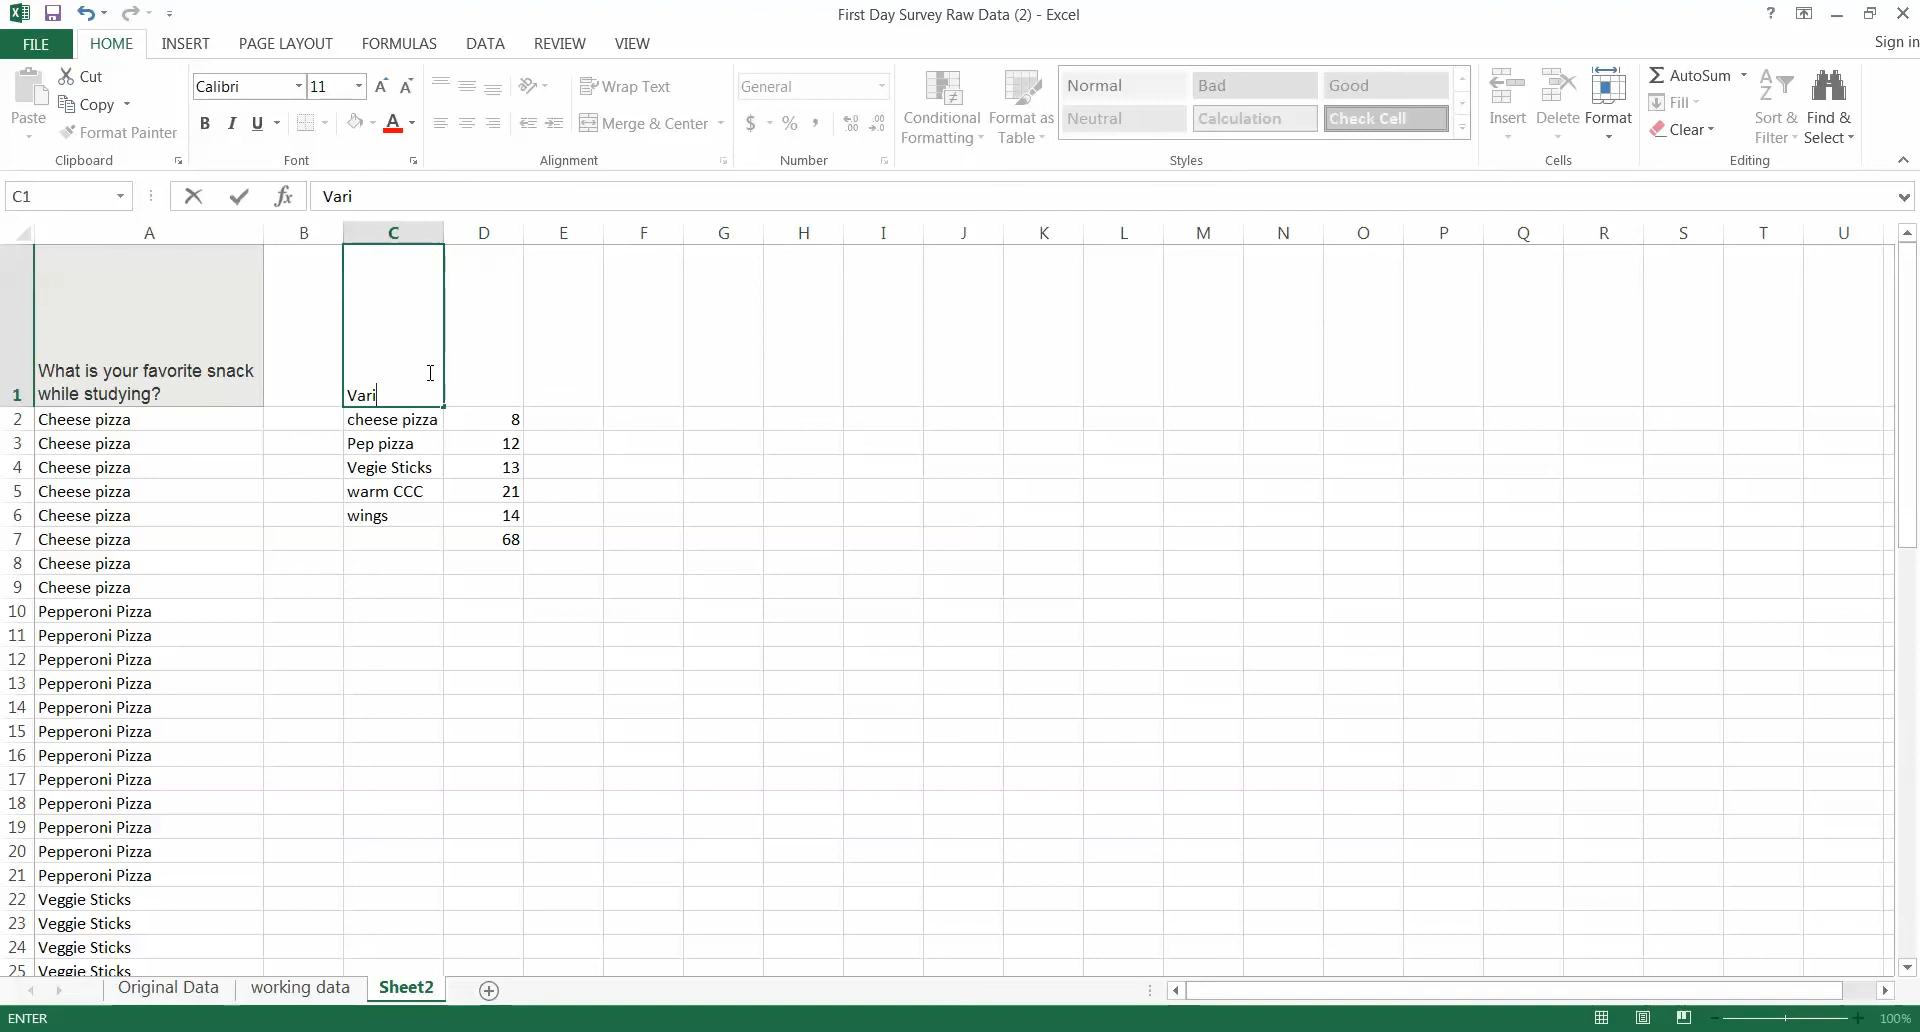 First Day Survey Raw Data (2) - Excel
?
FILE
HOME
INSERT
PAGE LAYOUT
FORMULAS
DATA
REVIEW
VIEW
Sign in
Paste
Cut
Copy
Format Painter
Clipboard
Calibri
11
B I U
A
Font
Wrap Text
Merge & Center
Alignment
General
$ % ,
Number
Conditional Formatting
Format as Table
Normal
Bad
Good
Neutral
Calculation
Check Cell
Styles
Insert
Delete
Format
Cells
AutoSum
Fill
Clear
Sort & Filter
Find & Select
Editing
C1
fx
Vari
A B C D E F G H I J K L M N O P Q R S T U
What is your favorite snack
1 while studying? Vari
2 Cheese pizza cheese pizza 8
3 Cheese pizza Pep pizza 12
4 Cheese pizza Vegie Sticks 13
5 Cheese pizza warm CCC 21
6 Cheese pizza wings 14
7 Cheese pizza 68
8 Cheese pizza
9 Cheese pizza
10 Pepperoni Pizza
11 Pepperoni Pizza
12 Pepperoni Pizza
13 Pepperoni Pizza
14 Pepperoni Pizza
15 Pepperoni Pizza
16 Pepperoni Pizza
17 Pepperoni Pizza
18 Pepperoni Pizza
19 Pepperoni Pizza
20 Pepperoni Pizza
21 Pepperoni Pizza
22 Veggie Sticks
23 Veggie Sticks
24 Veggie Sticks
25 Veggie Sticks
Original Data
working data
Sheet2
ENTER
100%